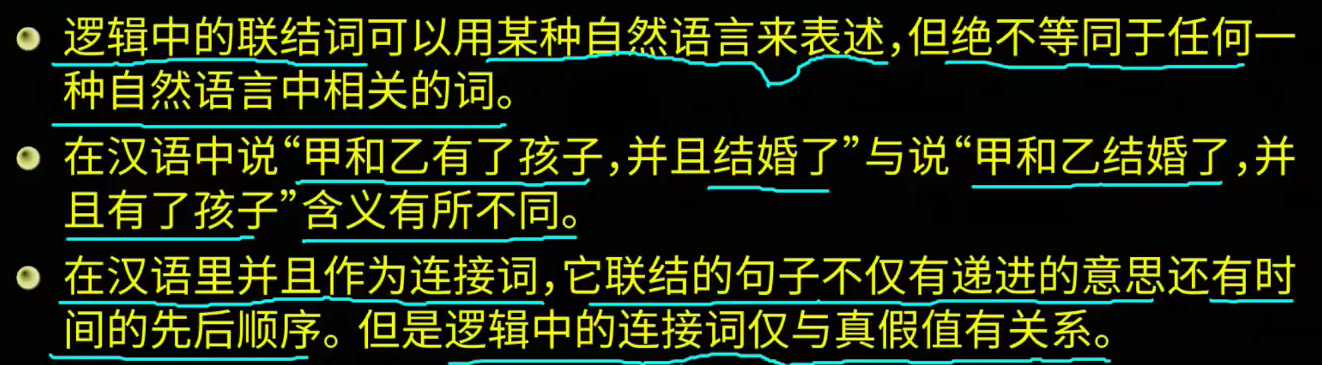 逻辑中的联结词可以用某种自然语言来表述,但绝不等同于任何一
种自然语言中相关的词。
在汉语中说“甲和乙有了孩子,并且结婚了”与说“甲和乙结婚了,并
且有了孩子”含义有所不同。
在汉语里并且作为连接词,它联结的句子不仅有递进的意思还有时
间的先后顺序。但是逻辑中的连接词仅与真假值有关系。